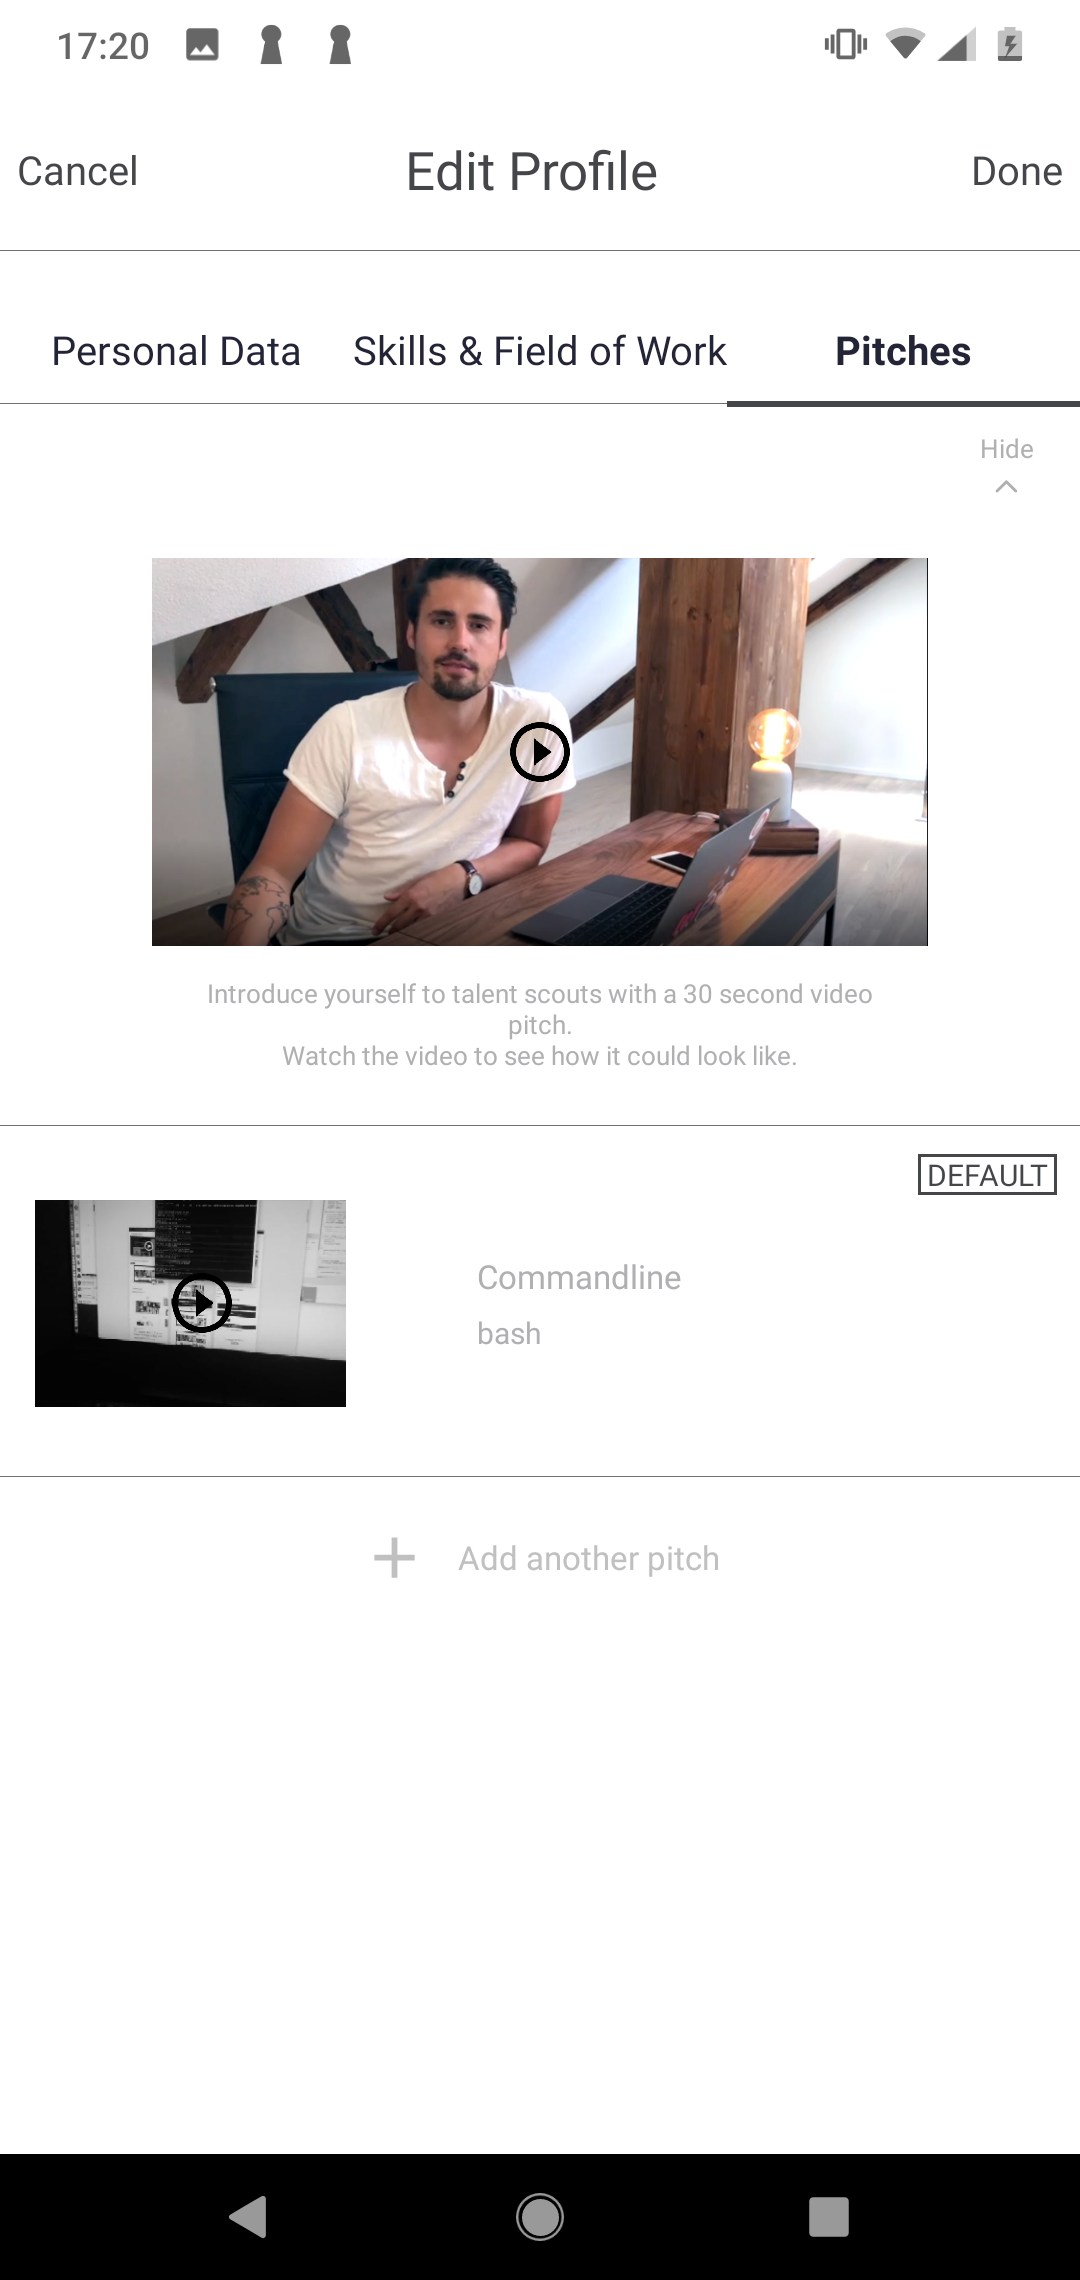 17:20
Cancel
Edit Profile
Done
Personal Data
Skills & Field of Work
Pitches
Hide
Introduce yourself to talent scouts with a 30 second video
pitch.
Watch the video to see how it could look like.
DEFAULT
Commandline
bash
Add another pitch